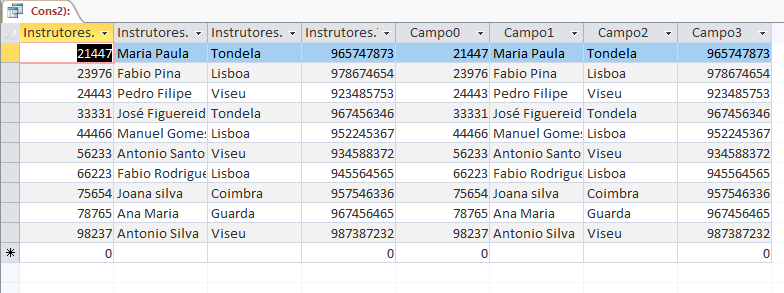 Cons2):
Instrutores. Instrutores. Instrutores. Instrutores. Campo0 Campo1 Campo2 Campo3
21447 Maria Paula Tondela 965747873 21447 Maria Paula Tondela 965747873
23976 Fabio Pina Lisboa 978674654 23976 Fabio Pina Lisboa 978674654
24443 Pedro Filipe Viseu 923485753 24443 Pedro Filipe Viseu 923485753
33331 José Figuereid Tondela 967456346 33331 José Figuereid Tondela 967456346
44466 Manuel Gomes Lisboa 952245367 44466 Manuel Gomes Lisboa 952245367
56233 Antonio Santos Viseu 934588372 56233 Antonio Santos Viseu 934588372
66223 Fabio Rodrigue Lisboa 945564565 66223 Fabio Rodrigue Lisboa 945564565
75654 Joana silva Coimbra 957546336 75654 Joana silva Coimbra 957546336
78765 Ana Maria Guarda 967456465 78765 Ana Maria Guarda 967456465
98237 Antonio Silva Viseu 987387232 98237 Antonio Silva Viseu 987387232
0 0 0 0